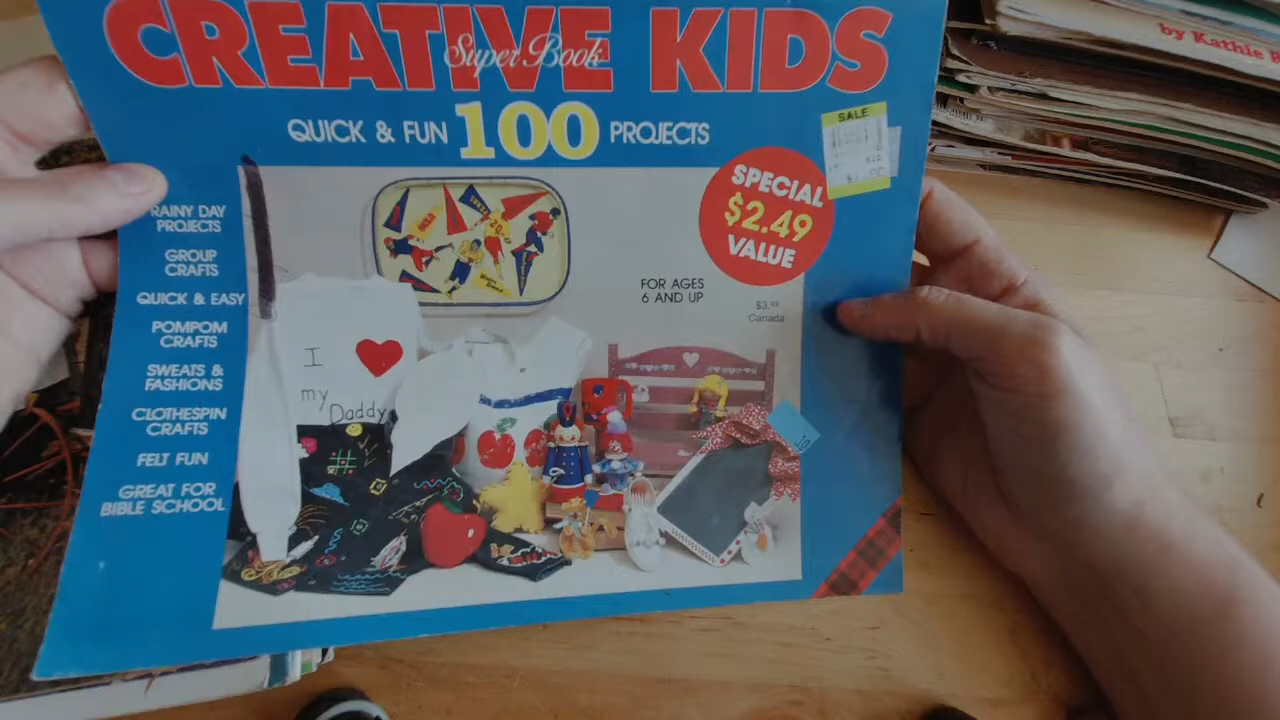 CREATIVE KIDS
Super Book
QUICK & FUN 100 PROJECTS
SALE
SPECIAL
$2.49
VALUE
FOR AGES
6 AND UP
$3.49
Canada
RAINY DAY
PROJECTS
GROUP
CRAFTS
QUICK & EASY
POMPOM
CRAFTS
SWEATS &
FASHIONS
CLOTHESPIN
CRAFTS
FELT FUN
GREAT FOR
BIBLE SCHOOL
I
my
Daddy
10
by Kathie